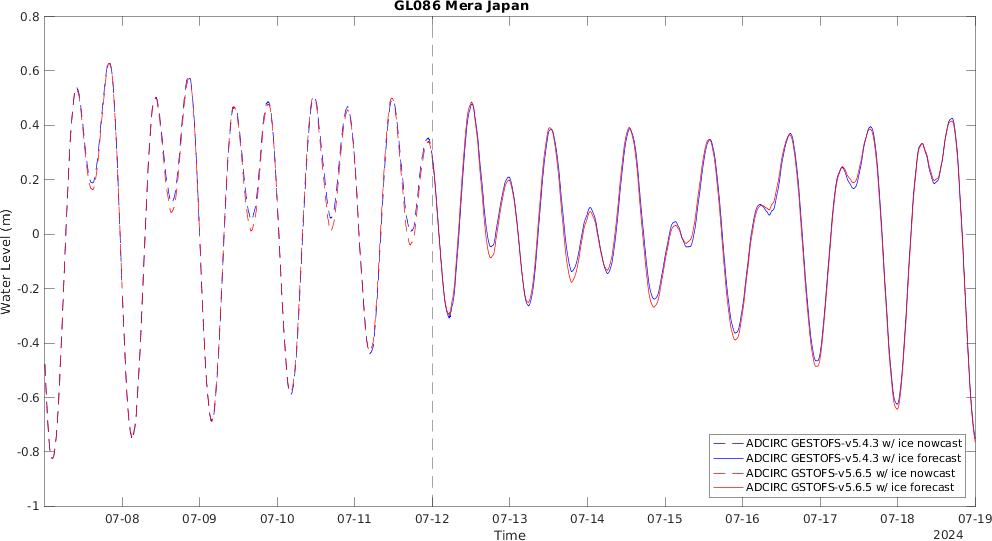 GL086 Mera Japan
0.8
0.6
0.4
0.2
0
-0.2
-0.4
-0.6
-0.8
-1
Water Level (m)
ADCIRC GESTOFS-v5.4.3 w/ ice nowcast
ADCIRC GESTOFS-v5.4.3 w/ ice forecast
ADCIRC GSTOFS-v5.6.5 w/ ice nowcast
ADCIRC GSTOFS-v5.6.5 w/ ice forecast
07-08 07-09 07-10 07-11 07-12 07-13 07-14 07-15 07-16 07-17 07-18 07-19
Time
2024